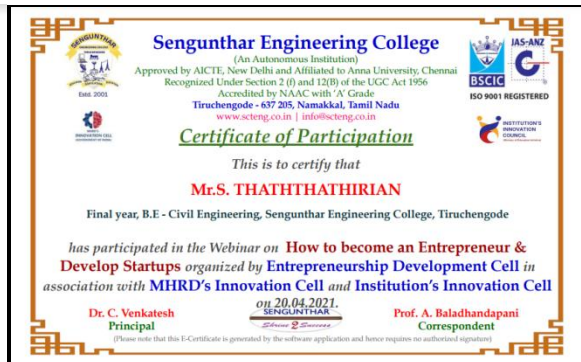 SENGUNTHAR
Estd. 2001
Sengunthar Engineering College
(An Autonomous Institution)
Approved by AICTE, New Delhi and Affiliated to Anna University, Chennai
Recognized Under Section 2 (f) and 12(B) of the UGC Act 1956
Accredited by NAAC with 'A' Grade
Tiruchengode - 637 205, Namakkal, Tamil Nadu
www.scteng.co.in | info@scteng.co.in
BSCIC
JAS-ANZ
ISO 9001 REGISTERED
INNOVATION CELL
INSTITUTION'S
INNOVATION
COUNCIL
Certificate of Participation
This is to certify that
Mr.S. THATHTHATHIRIAN
Final year, B.E - Civil Engineering, Sengunthar Engineering College, Tiruchengode
has participated in the Webinar on How to become an Entrepreneur &
Develop Startups organized by Entrepreneurship Development Cell in
association with MHRD's Innovation Cell and Institution's Innovation Cell
on 20.04.2021.
Dr. C. Venkatesh
Principal
SENGUNTHAR
Shrine 2 Success
Prof. A. Baladhandapani
Correspondent
(Please note that this E-Certificate is generated by the software application and hence requires no authorized signature)